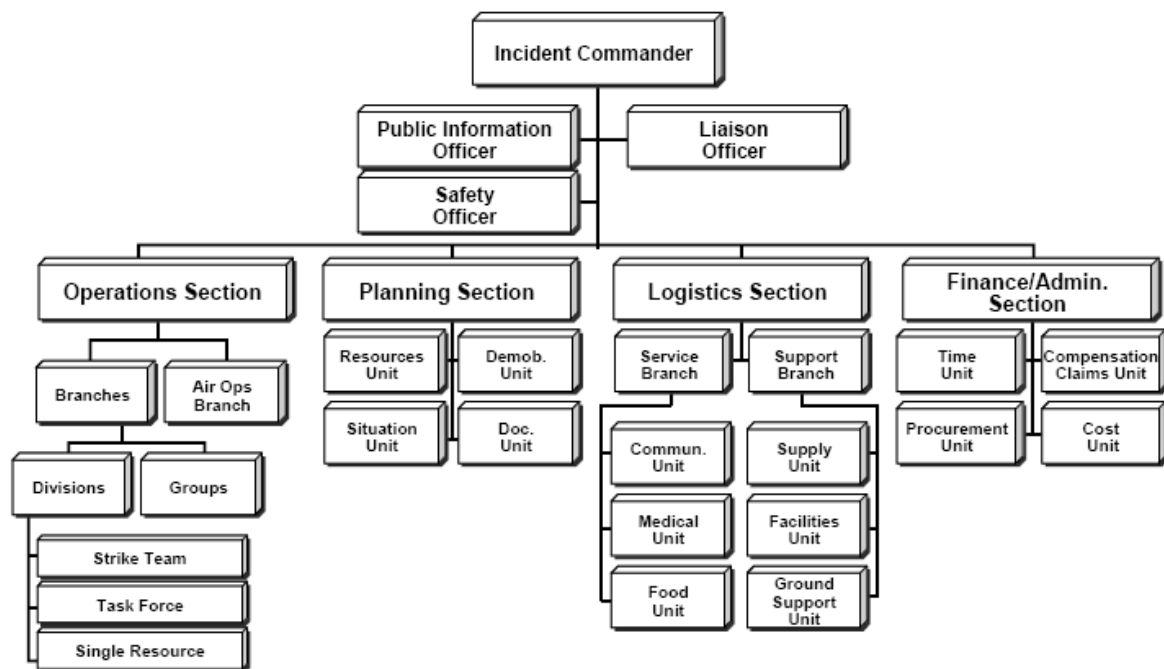 Incident Commander
Public Information
Officer
Liaison
Officer
Safety
Officer
Operations Section
Planning Section
Logistics Section
Finance/Admin.
Section
Branches
Air Ops
Branch
Divisions
Groups
Strike Team
Task Force
Single Resource
Resources
Unit
Demob.
Unit
Situation
Unit
Doc.
Unit
Service
Branch
Support
Branch
Commun.
Unit
Supply
Unit
Medical
Unit
Facilities
Unit
Food
Unit
Ground
Support
Unit
Time
Unit
Compensation
Claims Unit
Procurement
Unit
Cost
Unit